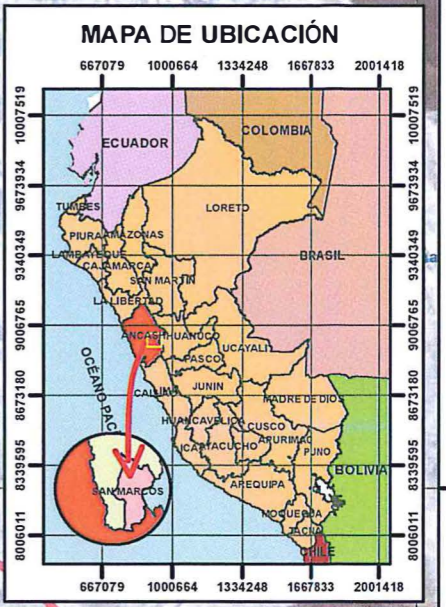 MAPA DE UBICACIÓN
667079 1000664 1334248 1667833 2001418
10007519 10007519
COLOMBIA
ECUADOR
9673934 9673934
TUMBES
LORETO
PIURA AMAZONAS
9340349 9340349
LAMBAYEQUE
BRASIL
CAJAMARCA
SAN MARTIN
LA LIBERTAD
9006765 9006765
ANCASH HUANUCO
UCAYALI
PASCO
OCÉANO PAC
JUNIN
8673180 8673180
MADRE DE DIOS
HUANCAVELICA CUSCO
APURIMAC
ICA AYACUCHO
PUNO
8339595 8339595
BOLIVIA
SAN MARCOS
AREQUIPA
MOQUEGUA
TACNA
8006011 8006011
CHILE
667079 1000664 1334248 1667833 2001418